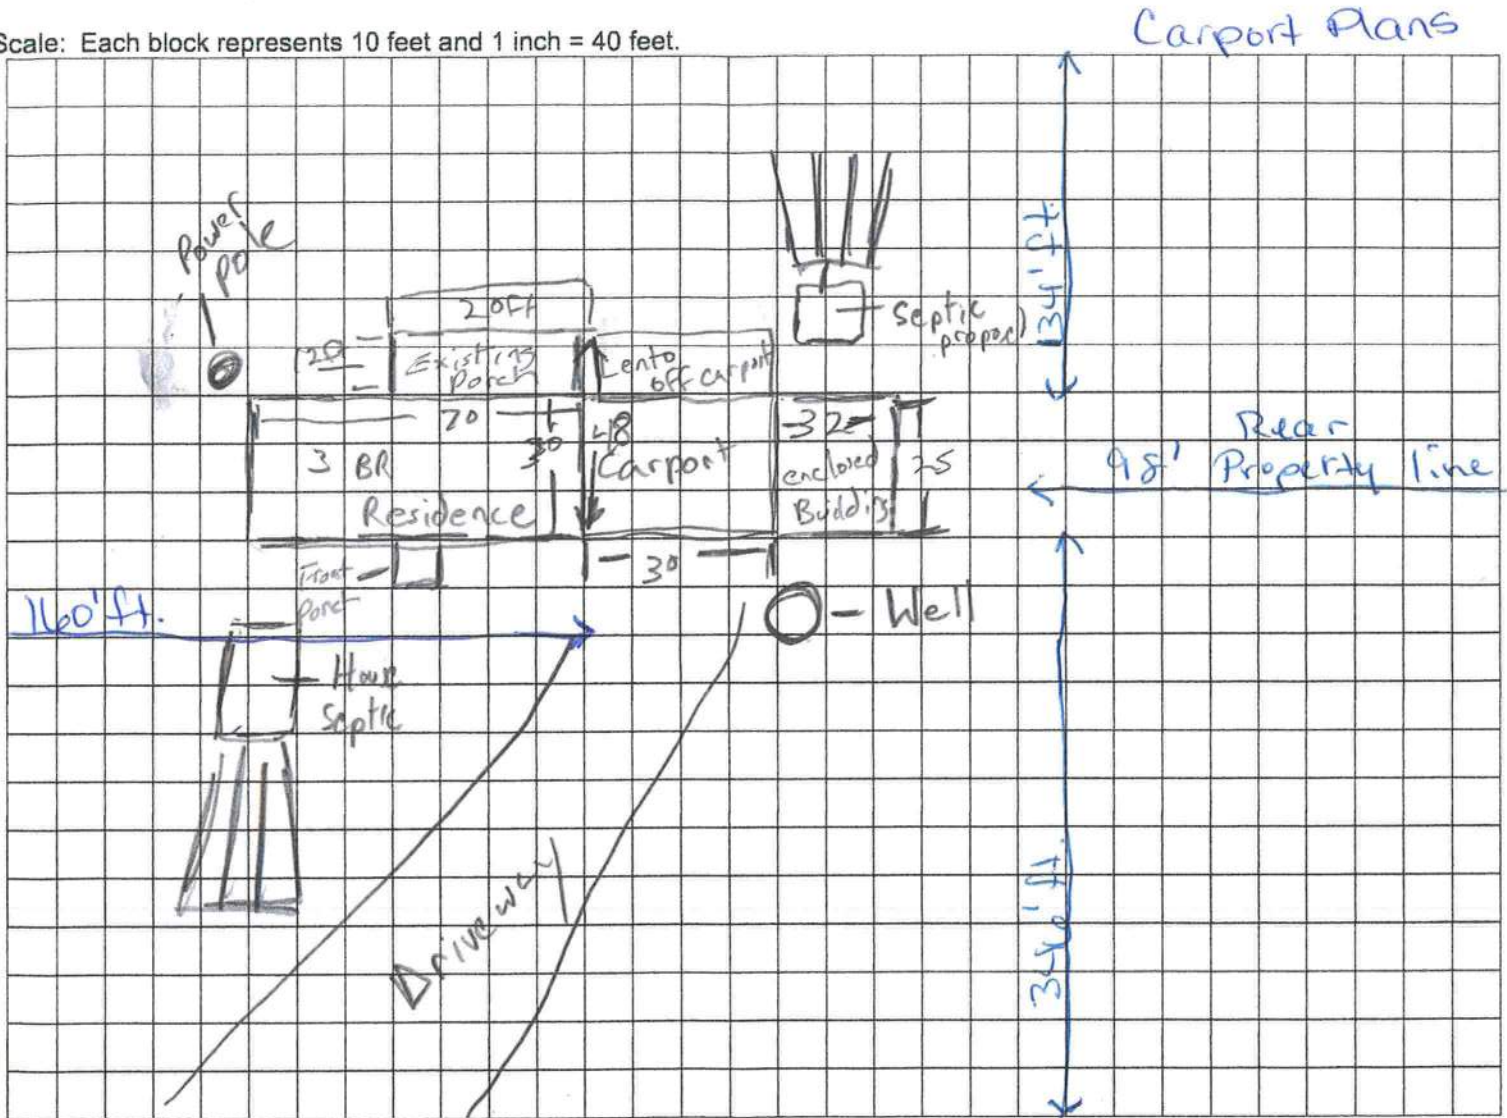 Carport Plans
Scale: Each block represents 10 feet and 1 inch = 40 feet.
Power
pole
134' ft.
20ft
Septic
propos
20
Existing
Porch
Lento
off carport
70
30
48
32
25
3 BR
Carport
enclosed
Building
Residence
Rear
98' Property line
30
Front
Porch
160' ft.
Well
House
Septic
Driveway
346' ft.